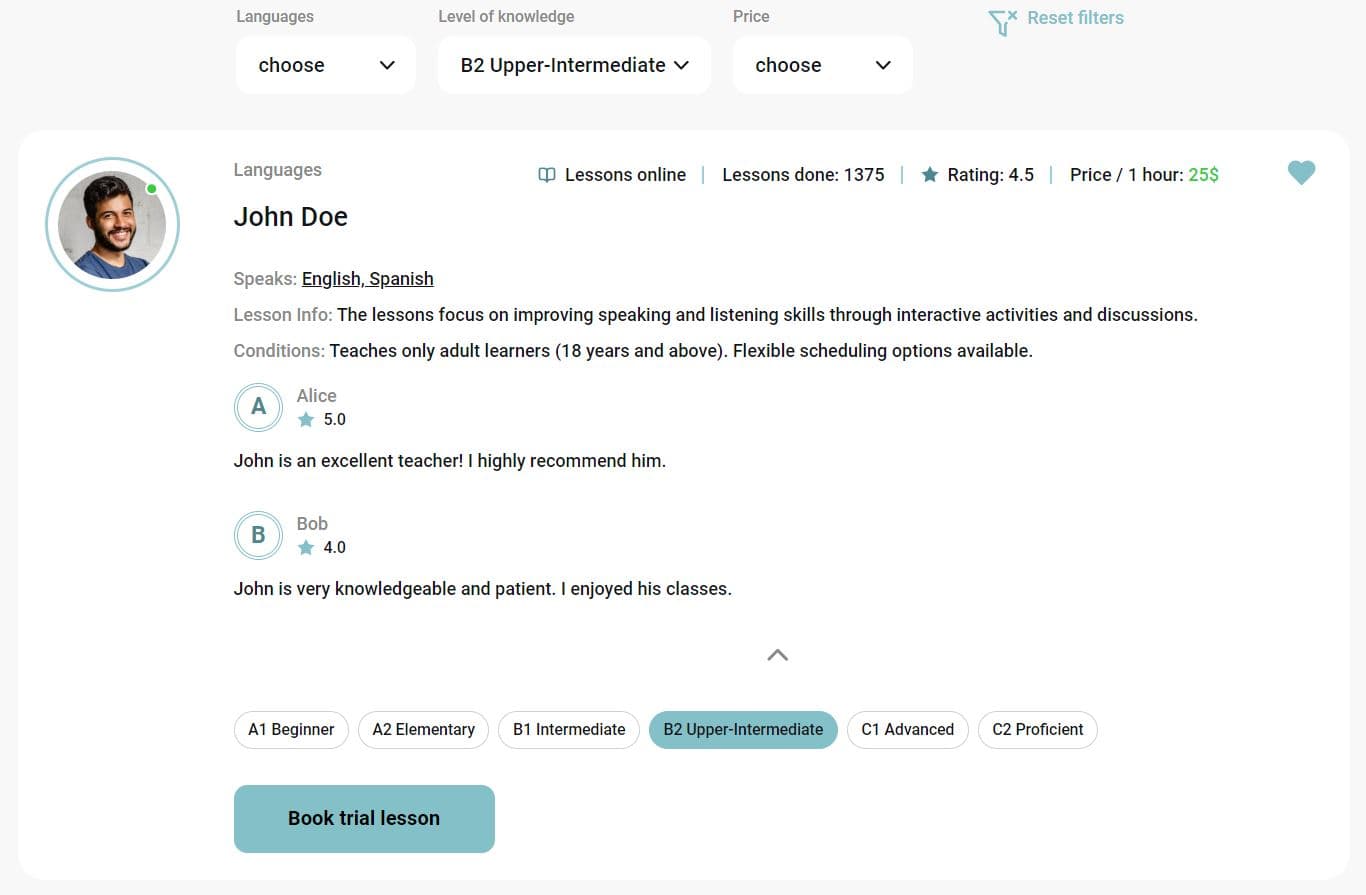 Languages
Level of knowledge
Price
Reset filters
choose
B2 Upper-Intermediate
choose
Languages
Lessons online
Lessons done: 1375
Rating: 4.5
Price / 1 hour: 25$
John Doe
Speaks: English, Spanish
Lesson Info: The lessons focus on improving speaking and listening skills through interactive activities and discussions.
Conditions: Teaches only adult learners (18 years and above). Flexible scheduling options available.
A
Alice
5.0
John is an excellent teacher! I highly recommend him.
B
Bob
4.0
John is very knowledgeable and patient. I enjoyed his classes.
A1 Beginner
A2 Elementary
B1 Intermediate
B2 Upper-Intermediate
C1 Advanced
C2 Proficient
Book trial lesson